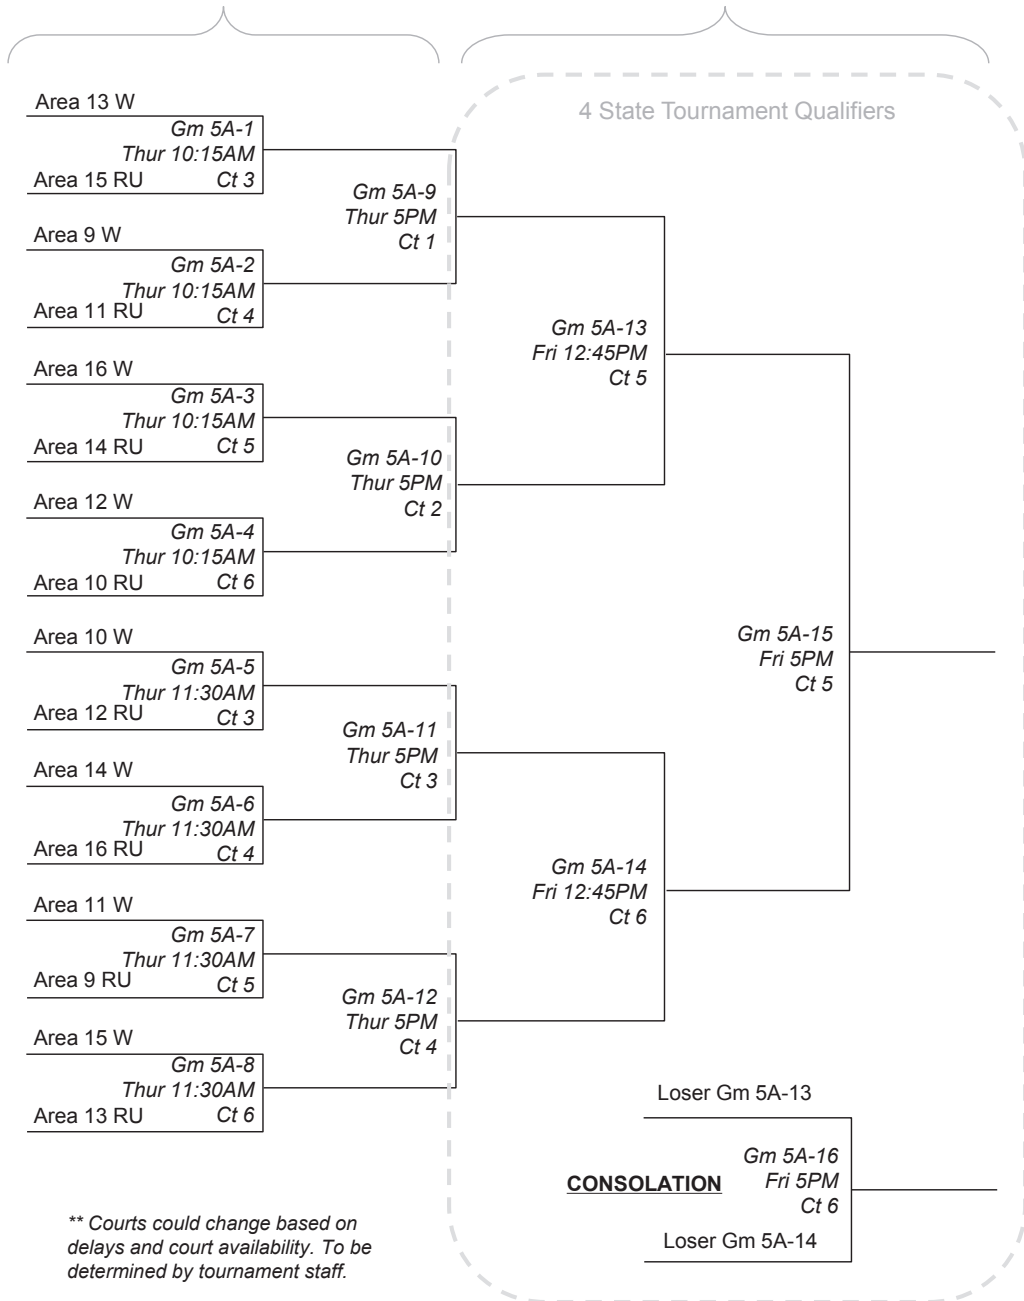 4 State Tournament Qualifiers
Area 13 W
Gm 5A-1
Thur 10:15AM
Area 15 RU
Ct 3
Area 9 W
Gm 5A-2
Thur 10:15AM
Area 11 RU
Ct 4
Area 16 W
Gm 5A-3
Thur 10:15AM
Area 14 RU
Ct 5
Area 12 W
Gm 5A-4
Thur 10:15AM
Area 10 RU
Ct 6
Area 10 W
Gm 5A-5
Thur 11:30AM
Area 12 RU
Ct 3
Area 14 W
Gm 5A-6
Thur 11:30AM
Area 16 RU
Ct 4
Area 11 W
Gm 5A-7
Thur 11:30AM
Area 9 RU
Ct 5
Area 15 W
Gm 5A-8
Thur 11:30AM
Area 13 RU
Ct 6
Gm 5A-9
Thur 5PM
Ct 1
Gm 5A-10
Thur 5PM
Ct 2
Gm 5A-11
Thur 5PM
Ct 3
Gm 5A-12
Thur 5PM
Ct 4
Gm 5A-13
Fri 12:45PM
Ct 5
Gm 5A-14
Fri 12:45PM
Ct 6
Gm 5A-15
Fri 5PM
Ct 5
Loser Gm 5A-13
Gm 5A-16
CONSOLATION Fri 5PM
Ct 6
Loser Gm 5A-14
** Courts could change based on
delays and court availability. To be
determined by tournament staff.